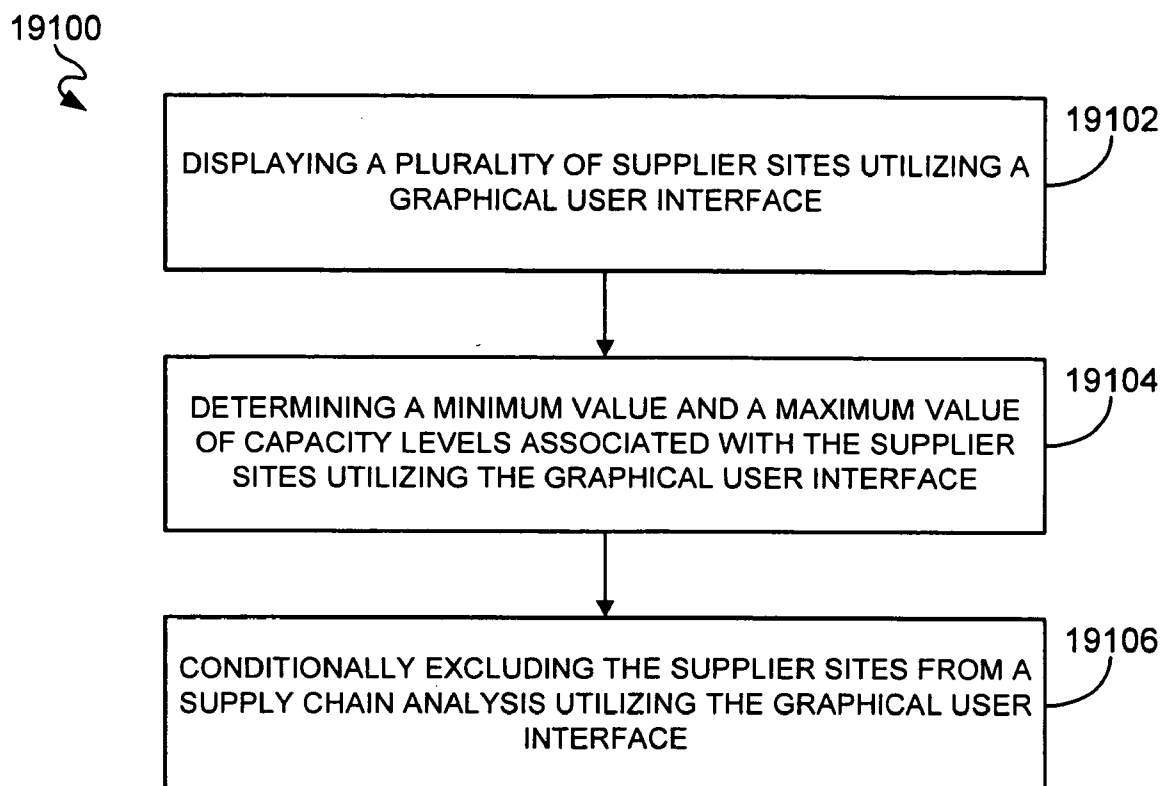 19100
19102
DISPLAYING A PLURALITY OF SUPPLIER SITES UTILIZING A
GRAPHICAL USER INTERFACE
19104
DETERMINING A MINIMUM VALUE AND A MAXIMUM VALUE
OF CAPACITY LEVELS ASSOCIATED WITH THE SUPPLIER
SITES UTILIZING THE GRAPHICAL USER INTERFACE
19106
CONDITIONALLY EXCLUDING THE SUPPLIER SITES FROM A
SUPPLY CHAIN ANALYSIS UTILIZING THE GRAPHICAL USER
INTERFACE